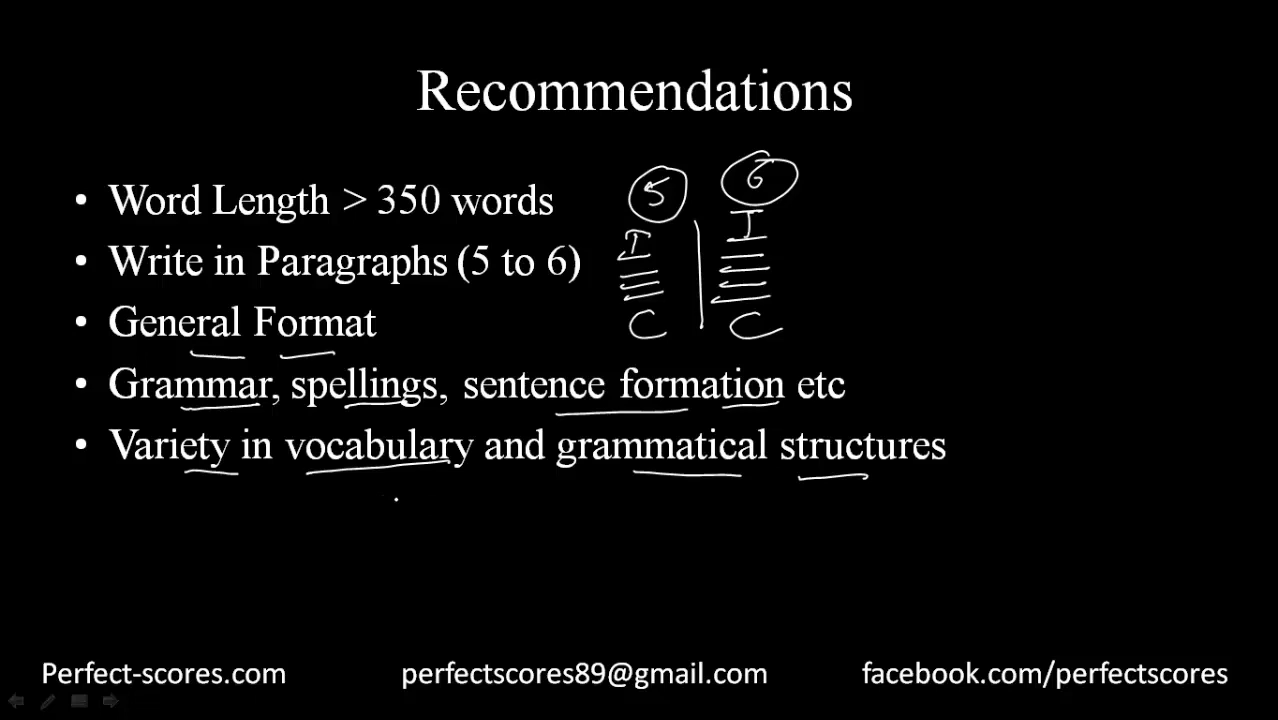 Recommendations
• Word Length > 350 words
• Write in Paragraphs (5 to 6)
• General Format
• Grammar, spellings, sentence formation etc
• Variety in vocabulary and grammatical structures
5 6
I I
C C
Perfect-scores.com perfectscores89@gmail.com facebook.com/perfectscores